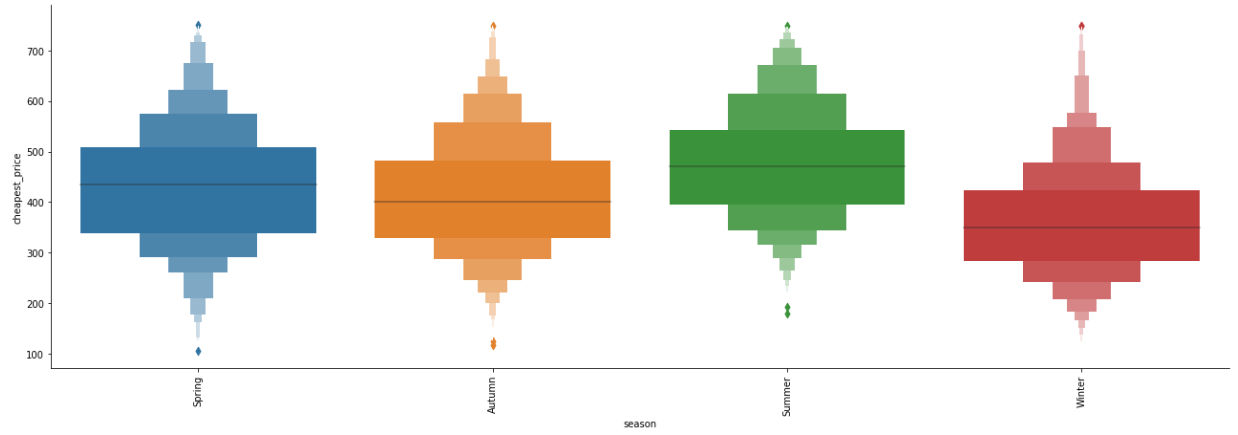 700
600
500
400
300
200
100
cheapest_price
Spring
Autumn
Summer
Winter
season